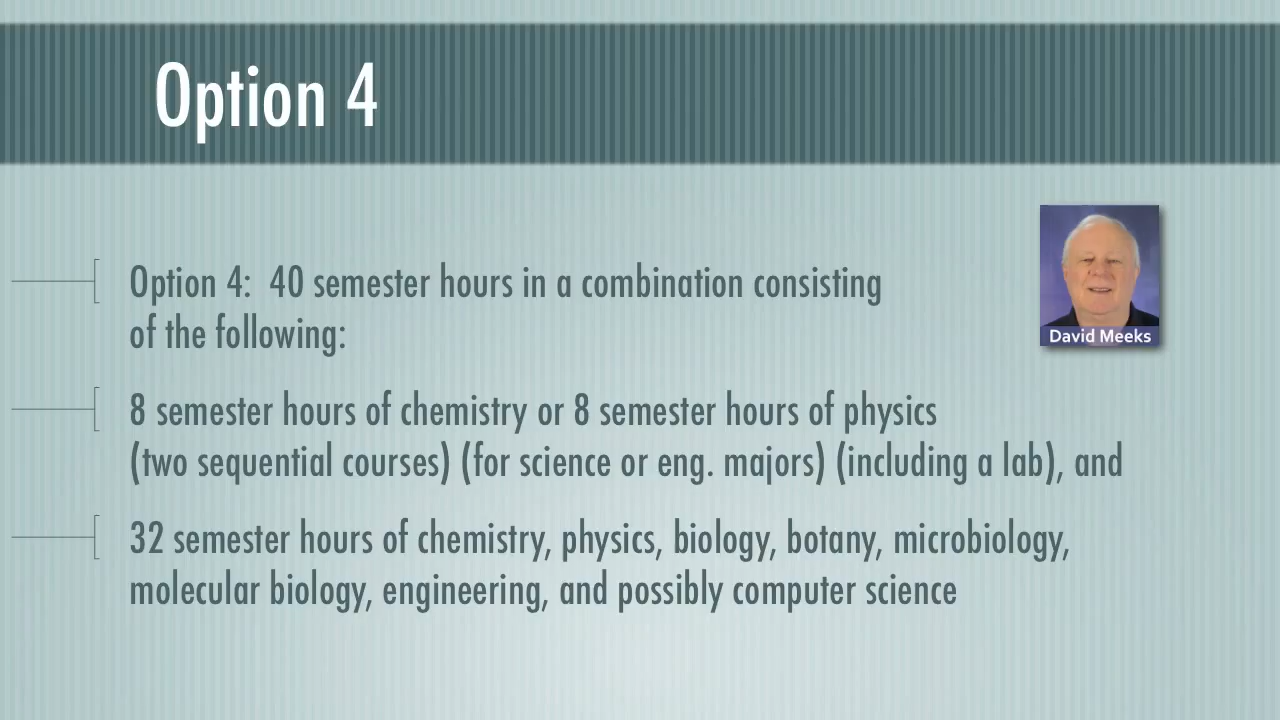 Option 4
Option 4:  40 semester hours in a combination consisting
of the following:
David Meeks
8 semester hours of chemistry or 8 semester hours of physics
(two sequential courses) (for science or eng. majors) (including a lab), and
32 semester hours of chemistry, physics, biology, botany, microbiology,
molecular biology, engineering, and possibly computer science